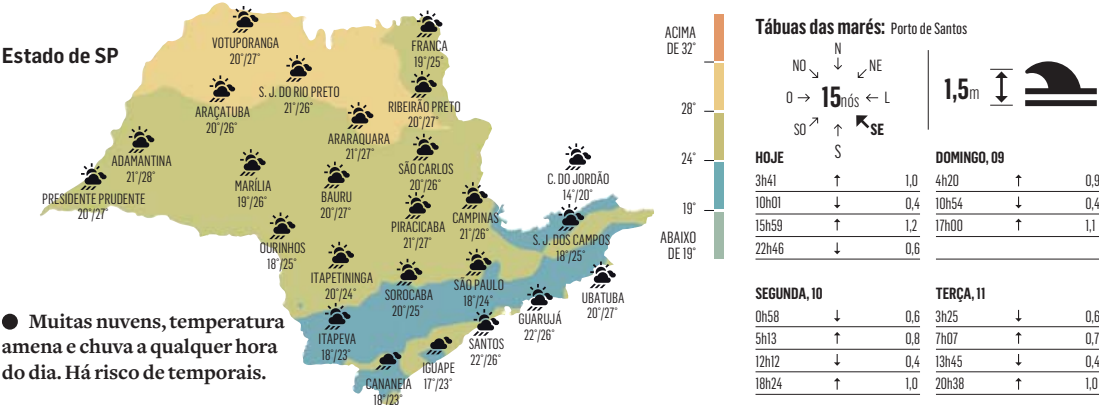 Estado de SP
VOTUPORANGA
20°/27°
FRANCA
19°/25°
S. J. DO RIO PRETO
21°/26°
ARAÇATUBA
20°/26°
RIBEIRÃO PRETO
20°/27°
ARARAQUARA
21°/27°
ADAMANTINA
21°/28°
SÃO CARLOS
20°/26°
C. DO JORDÃO
14°/20°
PRESIDENTE PRUDENTE
20°/27°
MARÍLIA
19°/26°
BAURU
20°/27°
CAMPINAS
21°/26°
PIRACICABA
21°/27°
S. J. DOS CAMPOS
18°/25°
OURINHOS
18°/25°
ITAPETININGA
20°/24°
SOROCABA
20°/25°
SÃO PAULO
18°/24°
UBATUBA
20°/27°
GUARUJÁ
22°/26°
ITAPEVA
18°/23°
SANTOS
22°/26°
IGUAPE
17°/23°
CANANEIA
18°/23°
● Muitas nuvens, temperatura
amena e chuva a qualquer hora
do dia. Há risco de temporais.
ACIMA
DE 32°
28°
24°
19°
ABAIXO
DE 19°
Tábuas das marés: Porto de Santos
N
NO ↘ ↓ ↙ NE
O → 15nós ← L
SO ↗ ↑ ↖ SE
S
1,5m
HOJE
3h41 ↑ 1,0
10h01 ↓ 0,4
15h59 ↑ 1,2
22h46 ↓ 0,6
DOMINGO, 09
4h20 ↑ 0,9
10h54 ↓ 0,4
17h00 ↑ 1,1
SEGUNDA, 10
0h58 ↓ 0,6
5h13 ↑ 0,8
12h12 ↓ 0,4
18h24 ↑ 1,0
TERÇA, 11
3h25 ↓ 0,6
7h07 ↑ 0,7
13h45 ↓ 0,4
20h38 ↑ 1,0